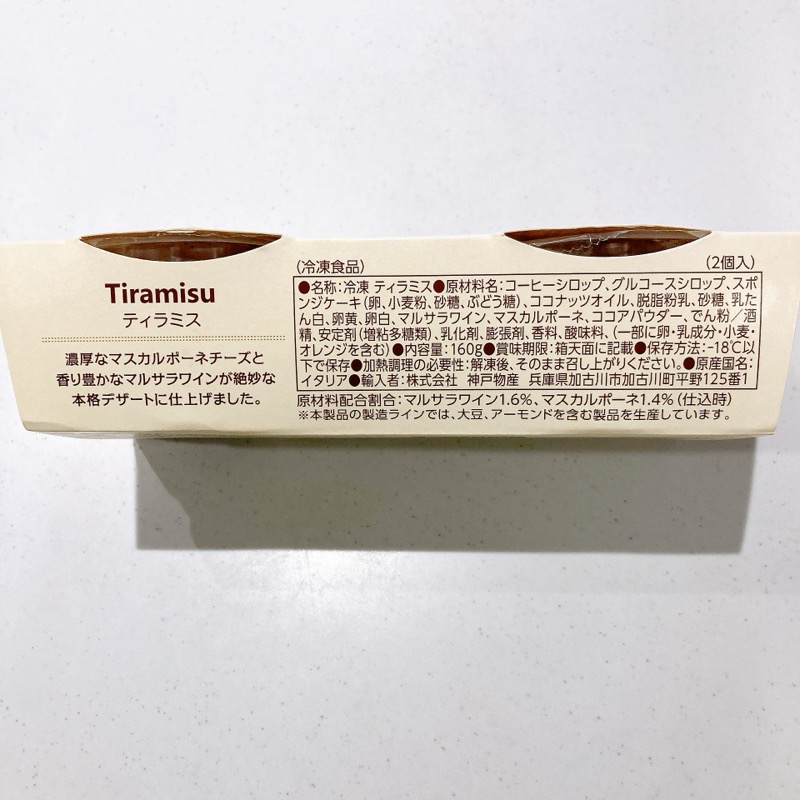 Tiramisu
ティラミス
濃厚なマスカルポーネチーズと
香り豊かなマルサラワインが絶妙な
本格デザートに仕上げました。
(冷凍食品)
(2個入)
●名称:冷凍 ティラミス●原材料名:コーヒーシロップ、グルコースシロップ、スポ
ンジケーキ(卵、小麦粉、砂糖、ぶどう糖)、ココナッツオイル、脱脂粉乳、砂糖、乳た
ん白、卵黄、卵白、マルサラワイン、マスカルポーネ、ココアパウダー、でん粉/酒
精、安定剤(増粘多糖類)、乳化剤、膨張剤、香料、酸味料、(一部に卵・乳成分・小麦・
オレンジを含む)●内容量:160g●賞味期限:箱天面に記載●保存方法:-18℃以
下で保存●加熱調理の必要性:解凍後、そのまま召し上がりください。●原産国名:
イタリア●輸入者:株式会社 神戸物産 兵庫県加古川市加古川町平野125番1
原材料配合割合:マルサラワイン1.6%、マスカルポーネ1.4%(仕込時)
※本製品の製造ラインでは、大豆、アーモンドを含む製品を生産しています。